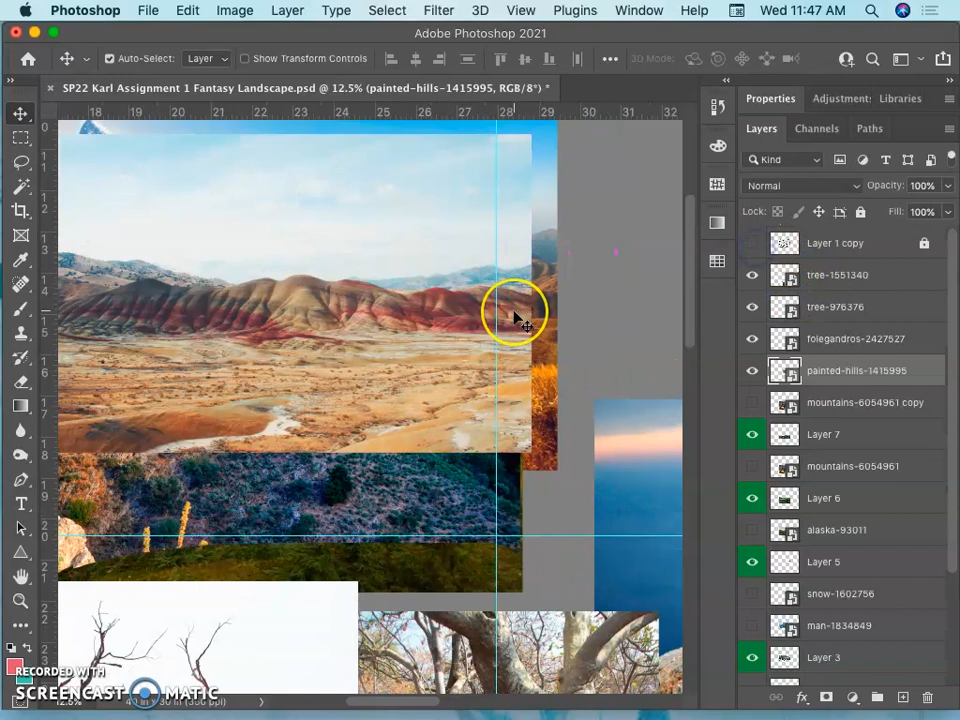 Photoshop File Edit Image Layer Type Select Filter 3D View Plugins Window Help Wed 11:47 AM
Adobe Photoshop 2021
Auto-Select: Layer Show Transform Controls 3D Mode:
SP22 Karl Assignment 1 Fantasy Landscape.psd @ 12.5% (painted-hills-1415995, RGB/8*) *
18 19 20 21 22 23 24 25 26 27 28 29 30 31 32
Properties Adjustment: Libraries
Layers Channels Paths
Kind
Normal Opacity: 100%
Lock: Fill: 100%
Layer 1 copy
tree-1551340
tree-976376
folegandros-2427527
painted-hills-1415995
mountains-6054961 copy
Layer 7
mountains-6054961
Layer 6
alaska-93011
Layer 5
snow-1602756
man-1834849
Layer 3
RECORDED WITH
SCREENCAST MATIC